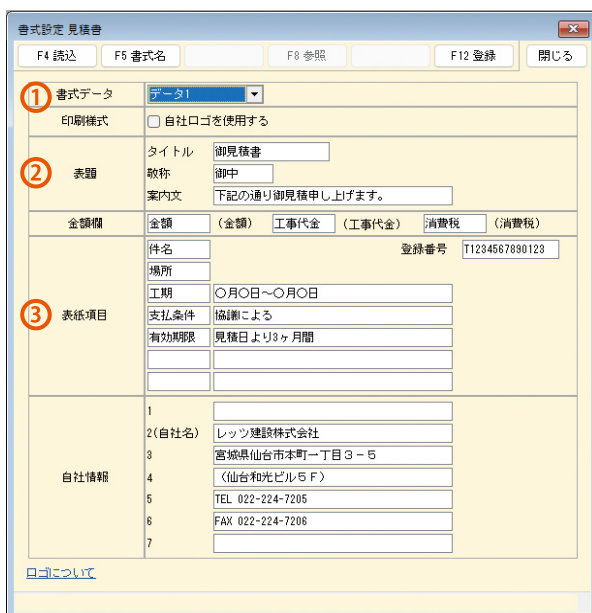 書式設定 見積書
F4 読込 F5 書式名 F8 参照 F12 登録 閉じる
① 書式データ データ1
印刷様式 自社ロゴを使用する
タイトル 御見積書
② 表題 敬称 御中
案内文 下記の通り御見積申し上げます。
金額欄 金額 (金額) 工事代金 (工事代金) 消費税 (消費税)
件名 登録番号 T1234567890123
場所
工期 〇月〇日~〇月〇日
③ 表紙項目 支払条件 協議による
有効期限 見積日より3ヶ月間
1
2(自社名) レッツ建設株式会社
3 宮城県仙台市本町一丁目3-5
自社情報 4 (仙台和光ビル5F)
5 TEL 022-224-7205
6 FAX 022-224-7206
7
ロゴについて